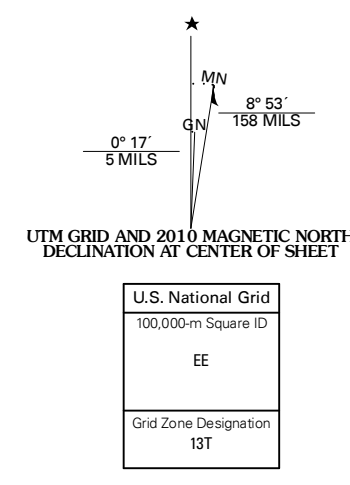 ★
MN
GN
8° 53´
158 MILS
0° 17´
5 MILS
UTM GRID AND 2010 MAGNETIC NORTH
DECLINATION AT CENTER OF SHEET
U.S. National Grid
100,000-m Square ID
EE
Grid Zone Designation
13T